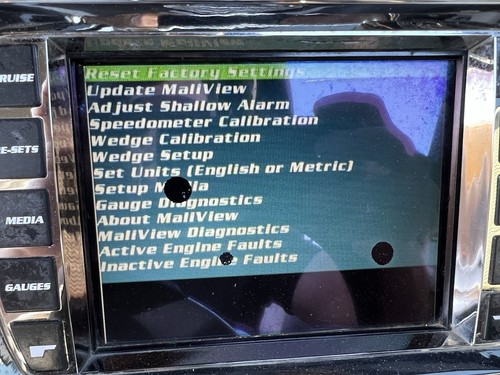 Reset Factory Settings
Update MaliView
Adjust Shallow Alarm
Speedometer Calibration
Wedge Calibration
Wedge Setup
Set Units (English or Metric)
Setup
Gauge Diagnostics
About MaliView
MaliView Diagnostics
Active Engine Faults
Inactive Engine Faults
RUISE
E-SETS
MEDIA
GAUGES